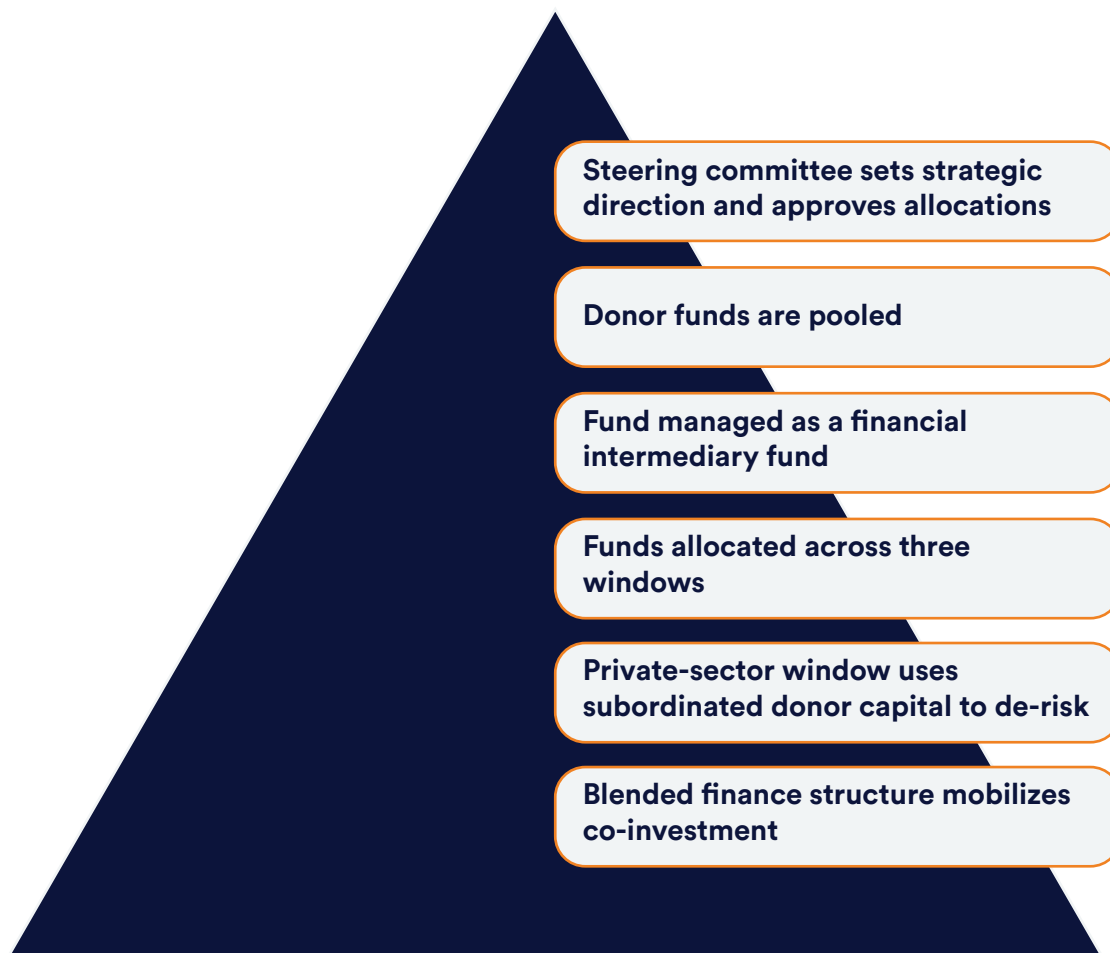 Steering committee sets strategic
direction and approves allocations
Donor funds are pooled
Fund managed as a financial
intermediary fund
Funds allocated across three
windows
Private-sector window uses
subordinated donor capital to de-risk
Blended finance structure mobilizes
co-investment